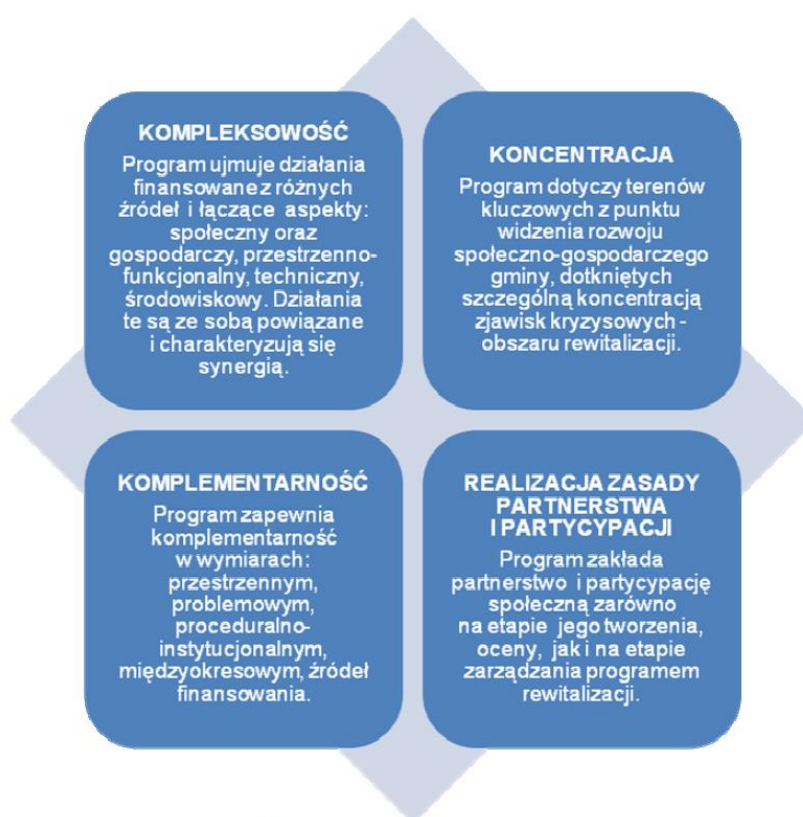 KOMPLEKSOWOŚĆ
Program ujmuje działania
finansowane z różnych
źródeł i łączące aspekty:
społeczny oraz
gospodarczy, przestrzenno-
funkcjonalny, techniczny,
środowiskowy. Działania
te są ze sobą powiązane
i charakteryzują się
synergią.
KONCENTRACJA
Program dotyczy terenów
kluczowych z punktu
widzenia rozwoju
społeczno-gospodarczego
gminy, dotkniętych
szczególną koncentracją
zjawisk kryzysowych -
obszaru rewitalizacji.
KOMPLEMENTARNOŚĆ
Program zapewnia
komplementarność
w wymiarach:
przestrzennym,
problemowym,
proceduralno-
instytucjonalnym,
międzyokresowym, źródeł
finansowania.
REALIZACJA ZASADY
PARTNERSTWA
I PARTYCYPACJI
Program zakłada
partnerstwo i partycypację
społeczną zarówno
na etapie jego tworzenia,
oceny, jak i na etapie
zarządzania programem
rewitalizacji.